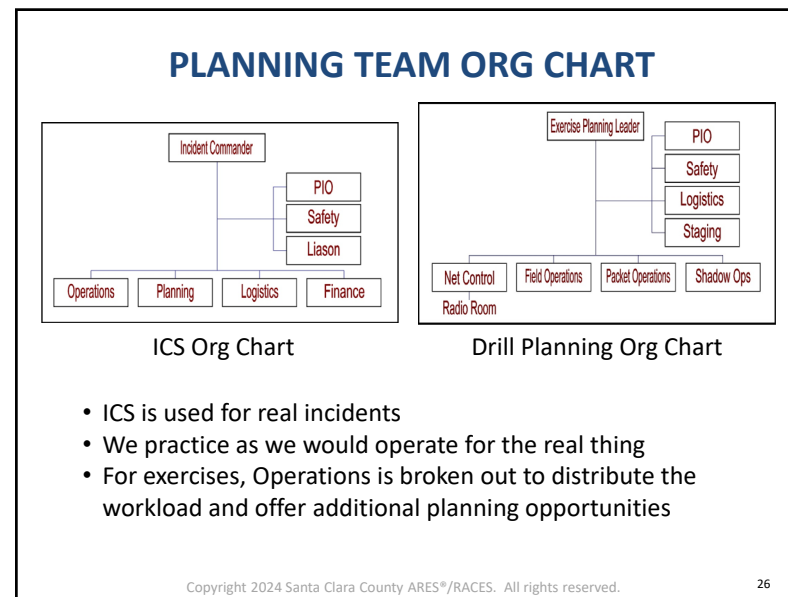 PLANNING TEAM ORG CHART
Incident Commander
PIO
Safety
Liason
Operations
Planning
Logistics
Finance
ICS Org Chart
Exercise Planning Leader
PIO
Safety
Logistics
Staging
Net Control
Field Operations
Packet Operations
Shadow Ops
Radio Room
Drill Planning Org Chart
• ICS is used for real incidents
• We practice as we would operate for the real thing
• For exercises, Operations is broken out to distribute the
workload and offer additional planning opportunities
Copyright 2024 Santa Clara County ARES®/RACES. All rights reserved.
26